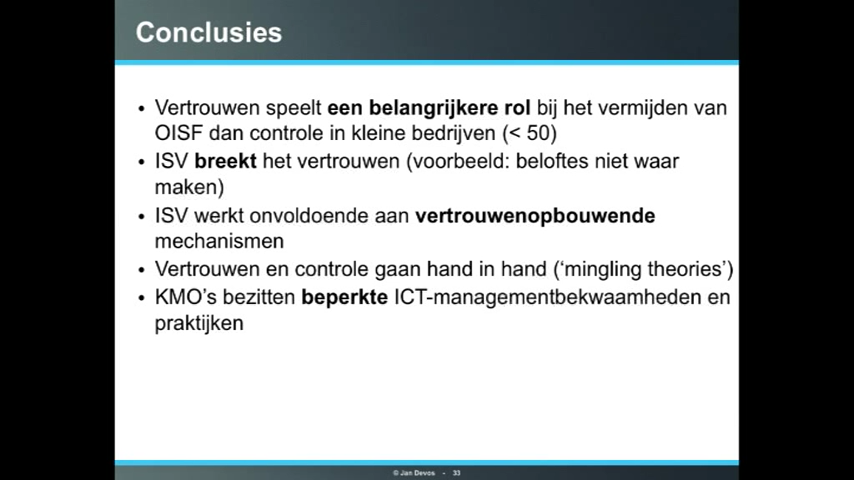 Conclusies
• Vertrouwen speelt een belangrijkere rol bij het vermijden van
OISF dan controle in kleine bedrijven (< 50)
• ISV breekt het vertrouwen (voorbeeld: beloftes niet waar
maken)
• ISV werkt onvoldoende aan vertrouwenopbouwende
mechanismen
• Vertrouwen en controle gaan hand in hand (‘mingling theories’)
• KMO’s bezitten beperkte ICT-managementbekwaamheden en
praktijken
© Jan Devos - 33